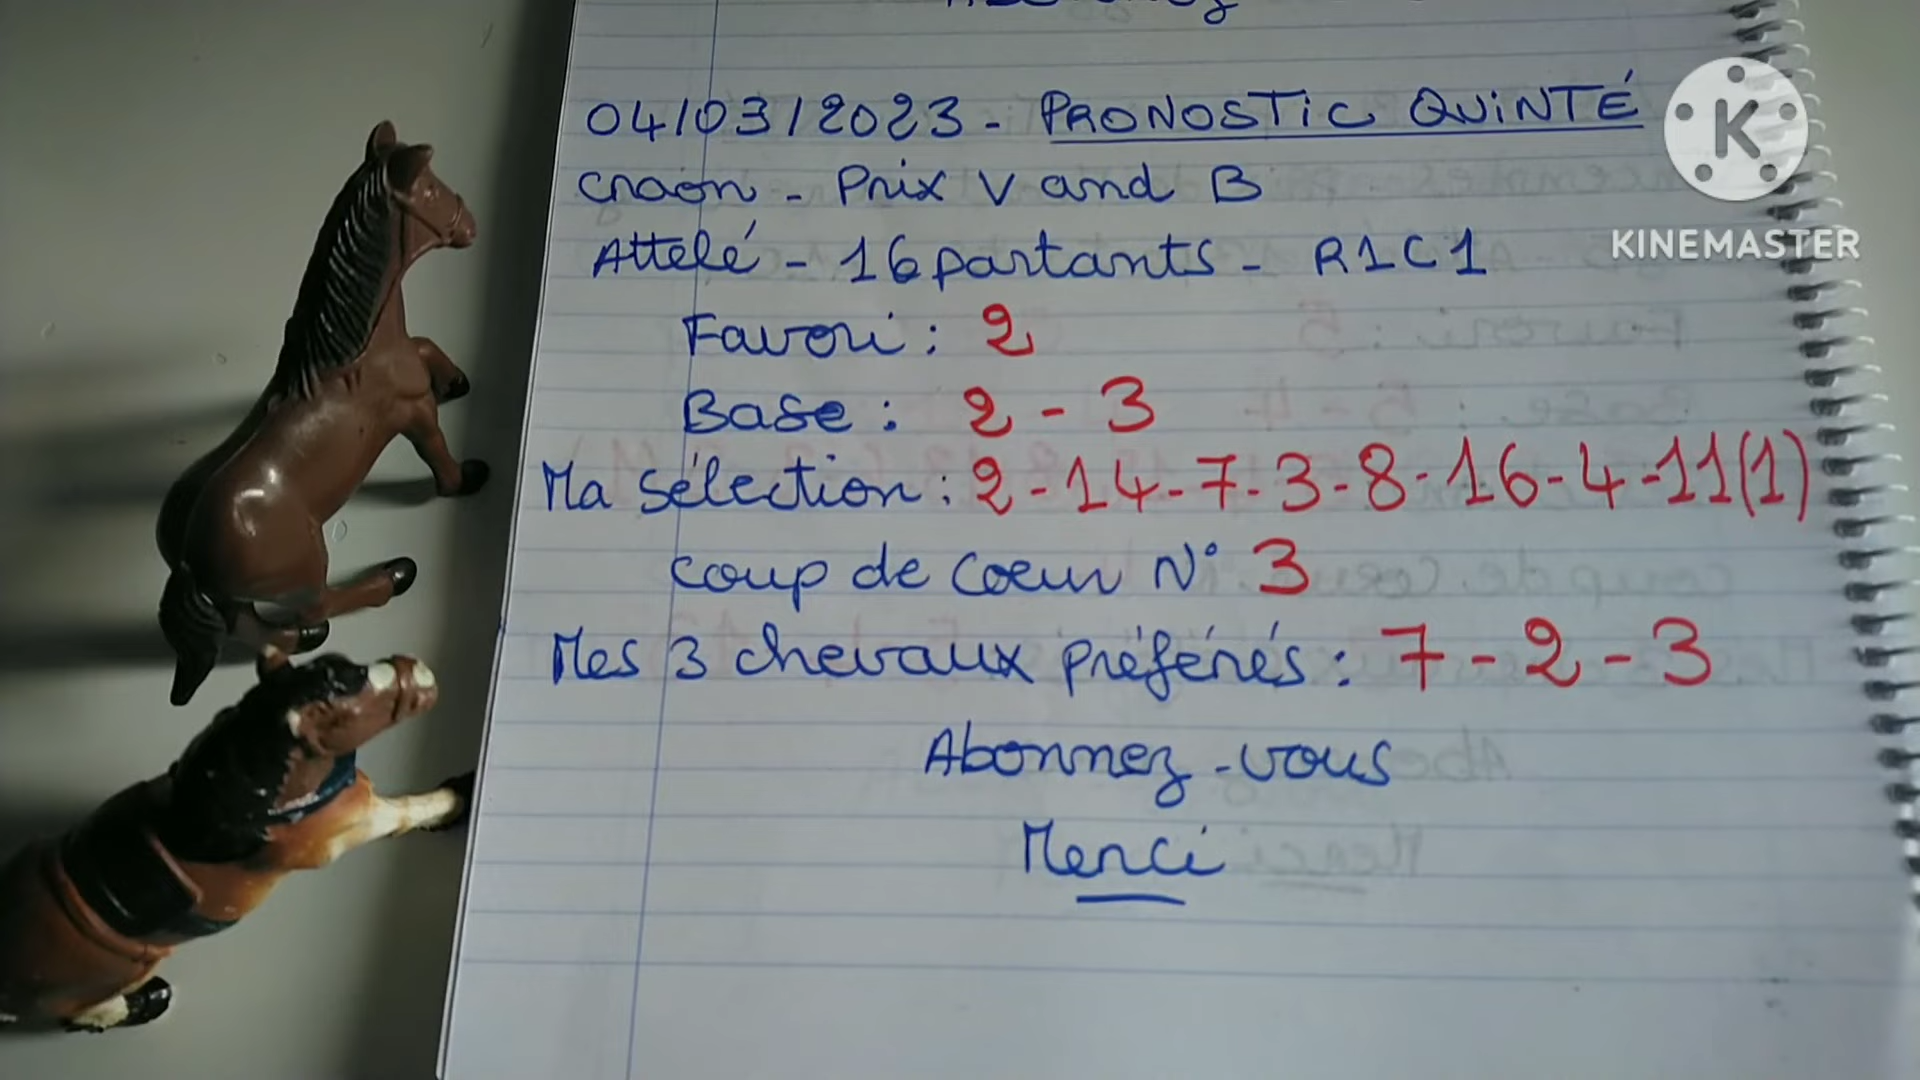 04/03/2023 - PRONOSTIC QUINTÉ
Craon - Prix V and B
Attelé - 16 partants - R1C1
Favori : 2
Base : 2 - 3
Ma sélection : 2 - 14 - 7 - 3 - 8 - 16 - 4 - 11 (1)
coup de coeur N° 3
Mes 3 chevaux préférés : 7 - 2 - 3
Abonnez-vous
Merci
K
KINEMASTER